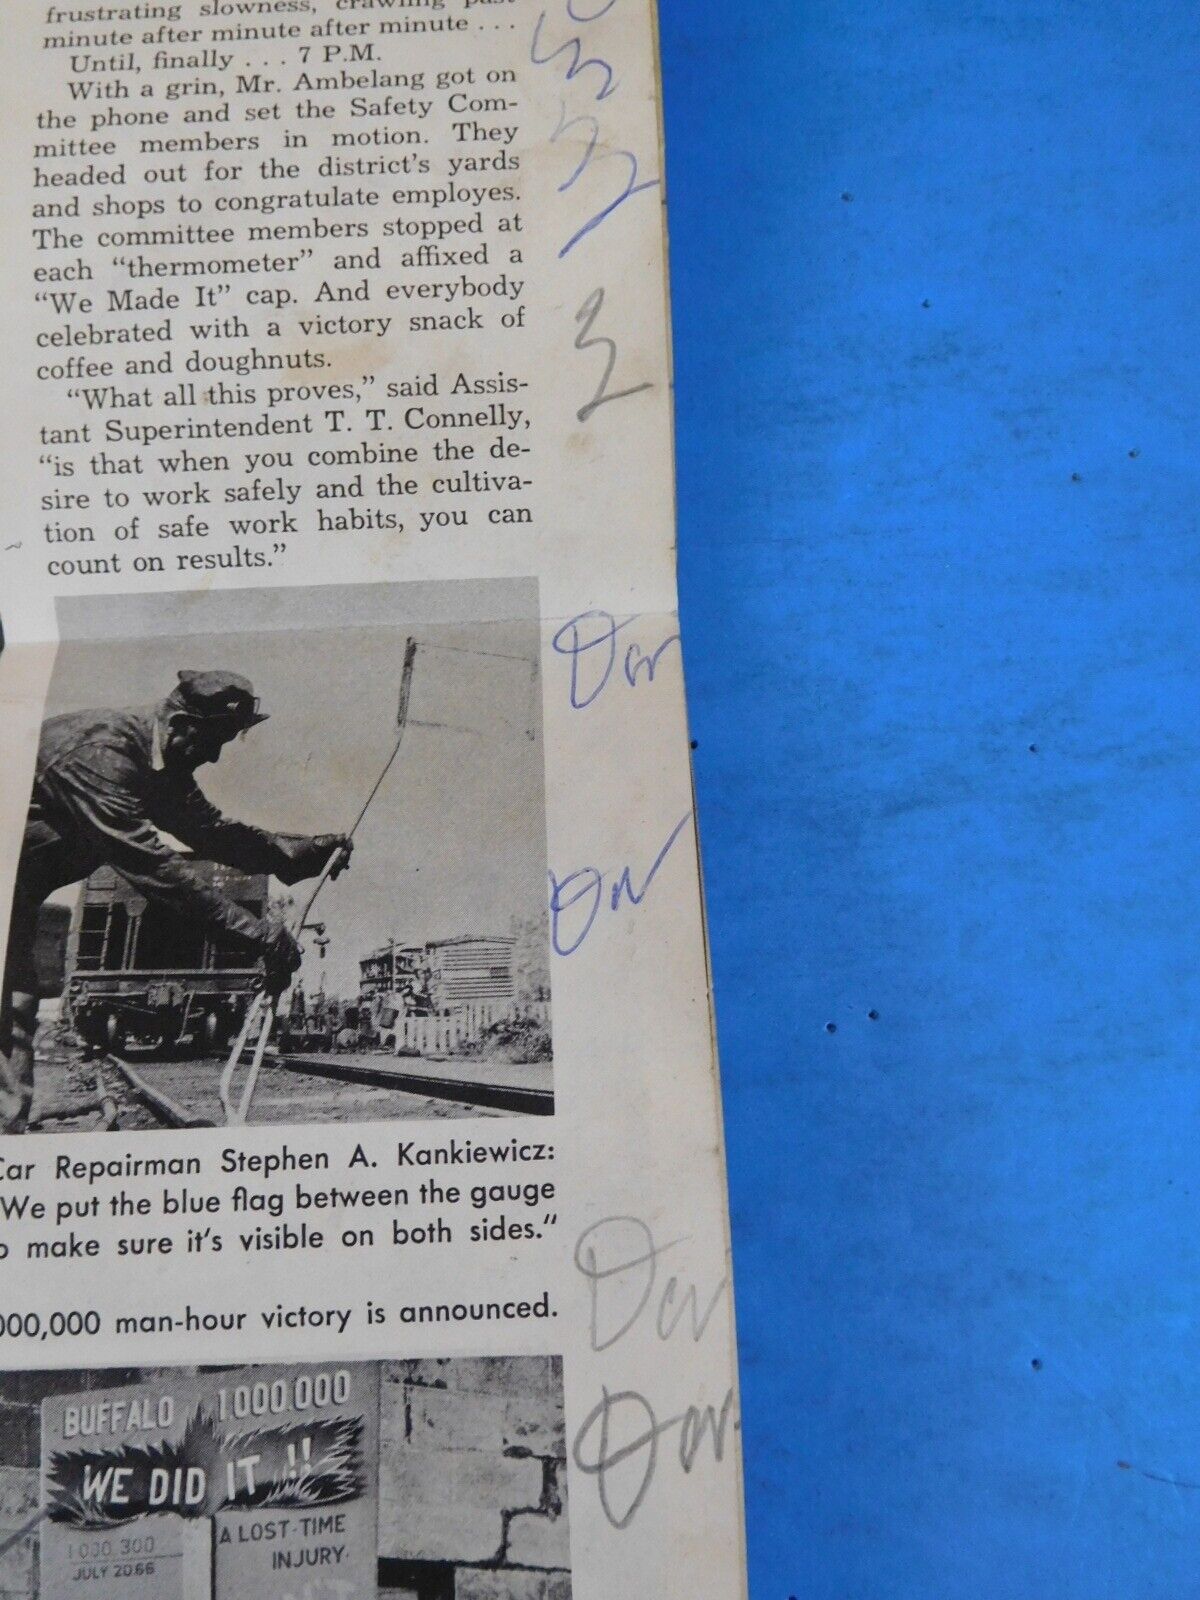 frustrating slowness, crawling past
minute after minute after minute . . .
Until, finally . . . 7 P.M.
With a grin, Mr. Ambelang got on
the phone and set the Safety Com-
mittee members in motion. They
headed out for the district's yards
and shops to congratulate employes.
The committee members stopped at
each “thermometer” and affixed a
“We Made It” cap. And everybody
celebrated with a victory snack of
coffee and doughnuts.
“What all this proves,” said Assis-
tant Superintendent T. T. Connelly,
“is that when you combine the de-
sire to work safely and the cultiva-
tion of safe work habits, you can
count on results.”
Car Repairman Stephen A. Kankiewicz:
We put the blue flag between the gauge
make sure it's visible on both sides."
000,000 man-hour victory is announced.
BUFFALO 1,000,000
WE DID IT !!
1 000 300
JULY 20 66
A LOST-TIME
INJURY